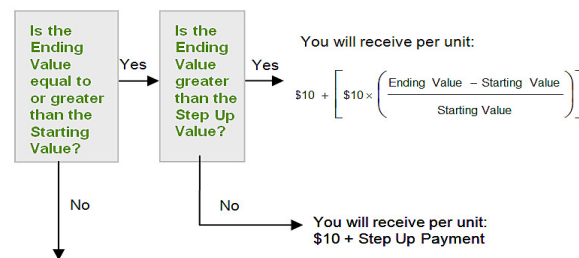 Is the
Ending
Value
equal to
or greater
than the
Starting
Value?
Yes
Is the
Ending
Value
greater
than the
Step Up
Value?
Yes
You will receive per unit:
$10 + [ $10 × ( Ending Value – Starting Value
Starting Value ) ]
No
No
You will receive per unit:
$10 + Step Up Payment